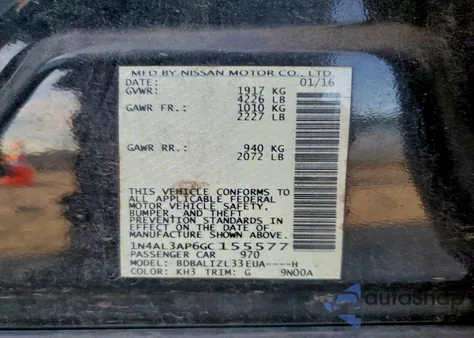 MFD BY NISSAN MOTOR CO., LTD
DATE: 01/16
GVWR: 1917 KG
4226 LB
GAWR FR.: 1010 KG
2227 LB
GAWR RR.: 940 KG
2072 LB
THIS VEHICLE CONFORMS TO
ALL APPLICABLE FEDERAL
MOTOR VEHICLE SAFETY,
BUMPER, AND THEFT
PREVENTION STANDARDS IN
EFFECT ON THE DATE OF
MANUFACTURE SHOWN ABOVE.
1N4AL3AP6GC155577
PASSENGER CAR 970
MODEL: BDBALIZL33EUA----H
COLOR: KH3 TRIM: G 9N00A
AutoSnap